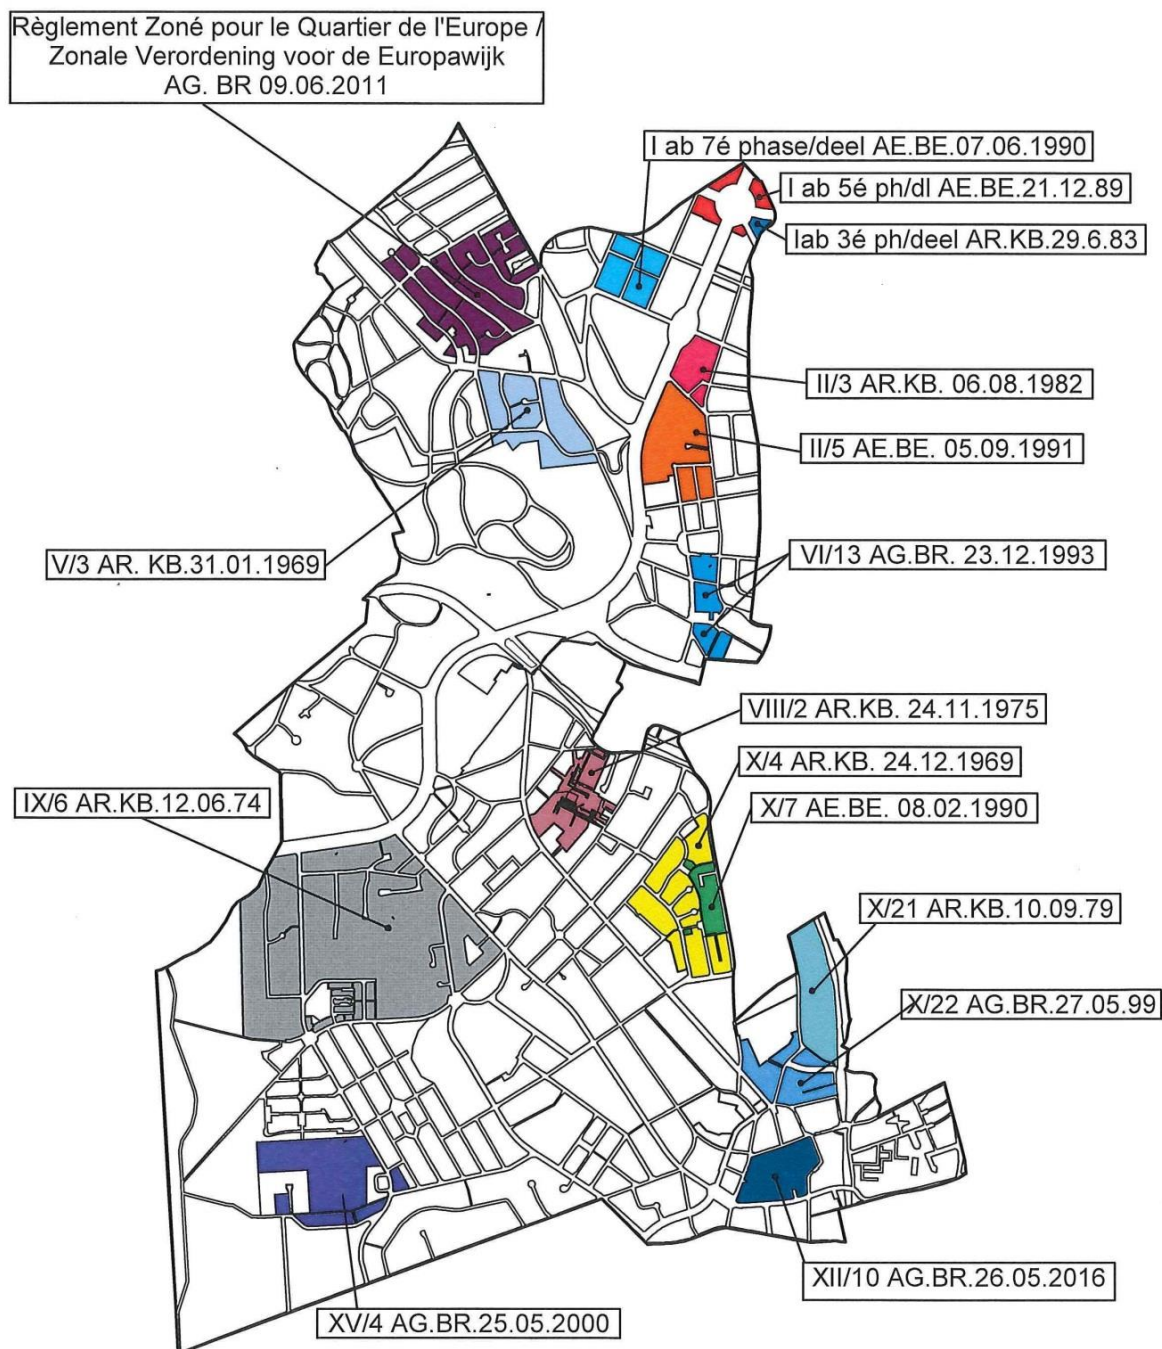 Règlement Zoné pour le Quartier de l'Europe /
Zonale Verordening voor de Europawijk
AG. BR 09.06.2011
I ab 7é phase/deel AE.BE.07.06.1990
I ab 5é ph/dl AE.BE.21.12.89
Iab 3é ph/deel AR.KB.29.6.83
II/3 AR.KB. 06.08.1982
II/5 AE.BE. 05.09.1991
V/3 AR. KB.31.01.1969
VI/13 AG.BR. 23.12.1993
VIII/2 AR.KB. 24.11.1975
X/4 AR.KB. 24.12.1969
IX/6 AR.KB.12.06.74
X/7 AE.BE. 08.02.1990
X/21 AR.KB.10.09.79
X/22 AG.BR.27.05.99
XII/10 AG.BR.26.05.2016
XV/4 AG.BR.25.05.2000